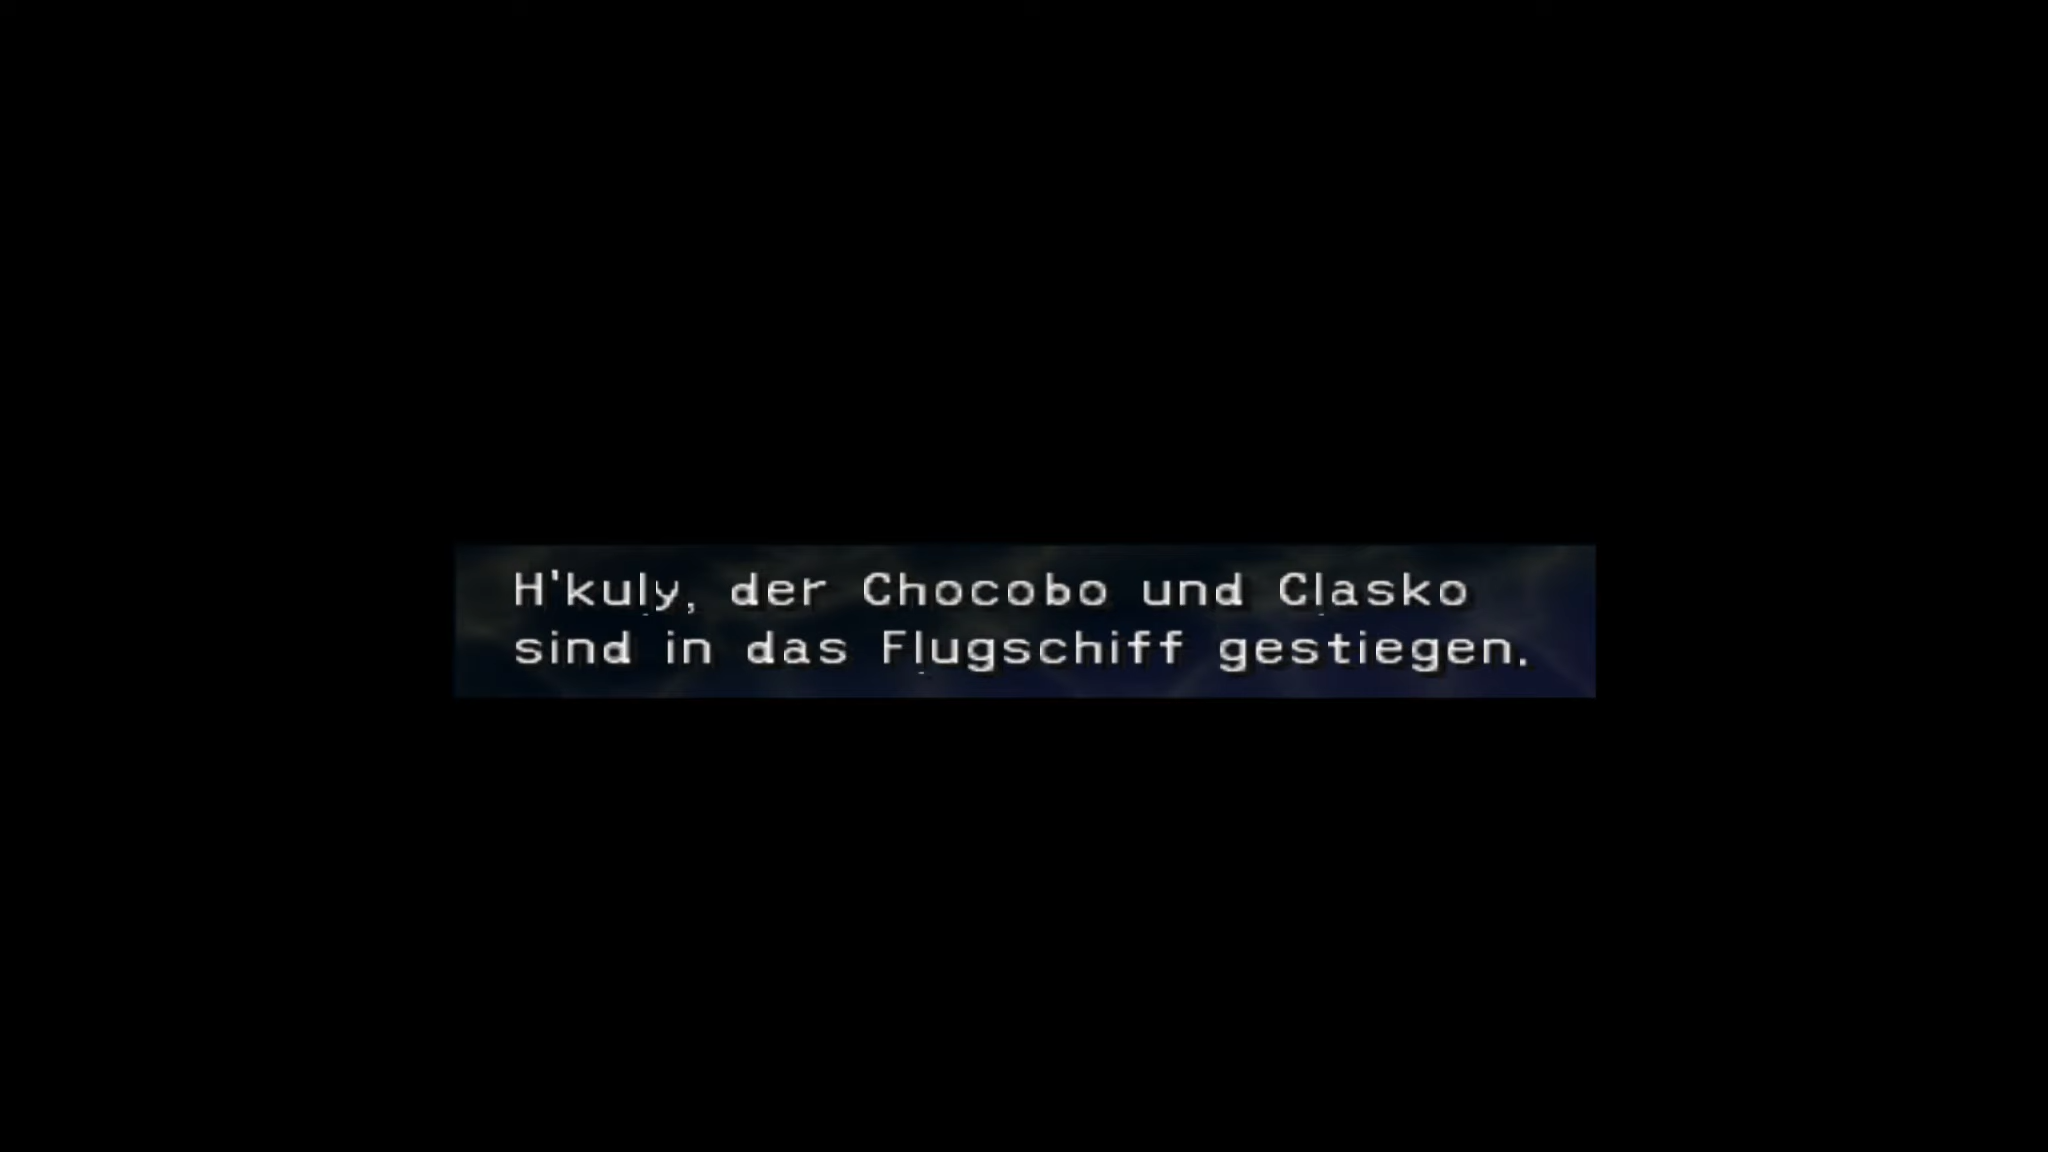 H'kuly, der Chocobo und Clasko
sind in das Flugschiff gestiegen.